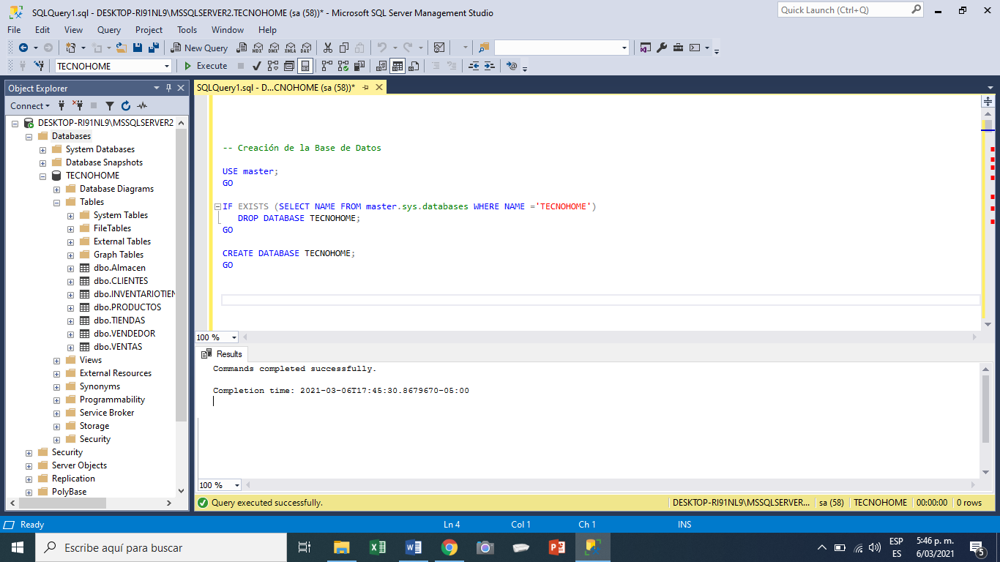 SQLQuery1.sql - DESKTOP-RI91NL9\MSSQLSERVER2.TECNOHOME (sa (58))* - Microsoft SQL Server Management Studio
Quick Launch (Ctrl+Q)
File Edit View Query Project Tools Window Help
New Query
MDX DMX XMLA DAX
TECNOHOME
Execute
Object Explorer
Connect
DESKTOP-RI91NL9\MSSQLSERVER2
Databases
System Databases
Database Snapshots
TECNOHOME
Database Diagrams
Tables
System Tables
FileTables
External Tables
Graph Tables
dbo.Almacen
dbo.CLIENTES
dbo.INVENTARIOTIEN
dbo.PRODUCTOS
dbo.TIENDAS
dbo.VENDEDOR
dbo.VENTAS
Views
External Resources
Synonyms
Programmability
Service Broker
Storage
Security
Security
Server Objects
Replication
PolyBase
SQLQuery1.sql - D...CNOHOME (sa (58))*
-- Creación de la Base de Datos
USE master;
GO
IF EXISTS (SELECT NAME FROM master.sys.databases WHERE NAME ='TECNOHOME')
DROP DATABASE TECNOHOME;
GO
CREATE DATABASE TECNOHOME;
GO
100 %
Results
Commands completed successfully.
Completion time: 2021-03-06T17:45:30.8679670-05:00
100 %
Query executed successfully.
DESKTOP-RI91NL9\MSSQLSERVER... sa (58) TECNOHOME 00:00:00 0 rows
Ready Ln 4 Col 1 Ch 1 INS
Escribe aquí para buscar
ESP
ES
5:46 p. m.
6/03/2021
5